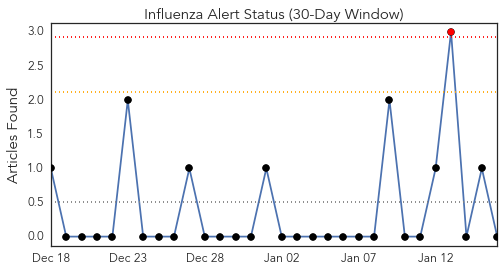 Influenza Alert Status (30-Day Window)
Articles Found
3.0
2.5
2.0
1.5
1.0
0.5
0.0
Dec 18 Dec 23 Dec 28 Jan 02 Jan 07 Jan 12